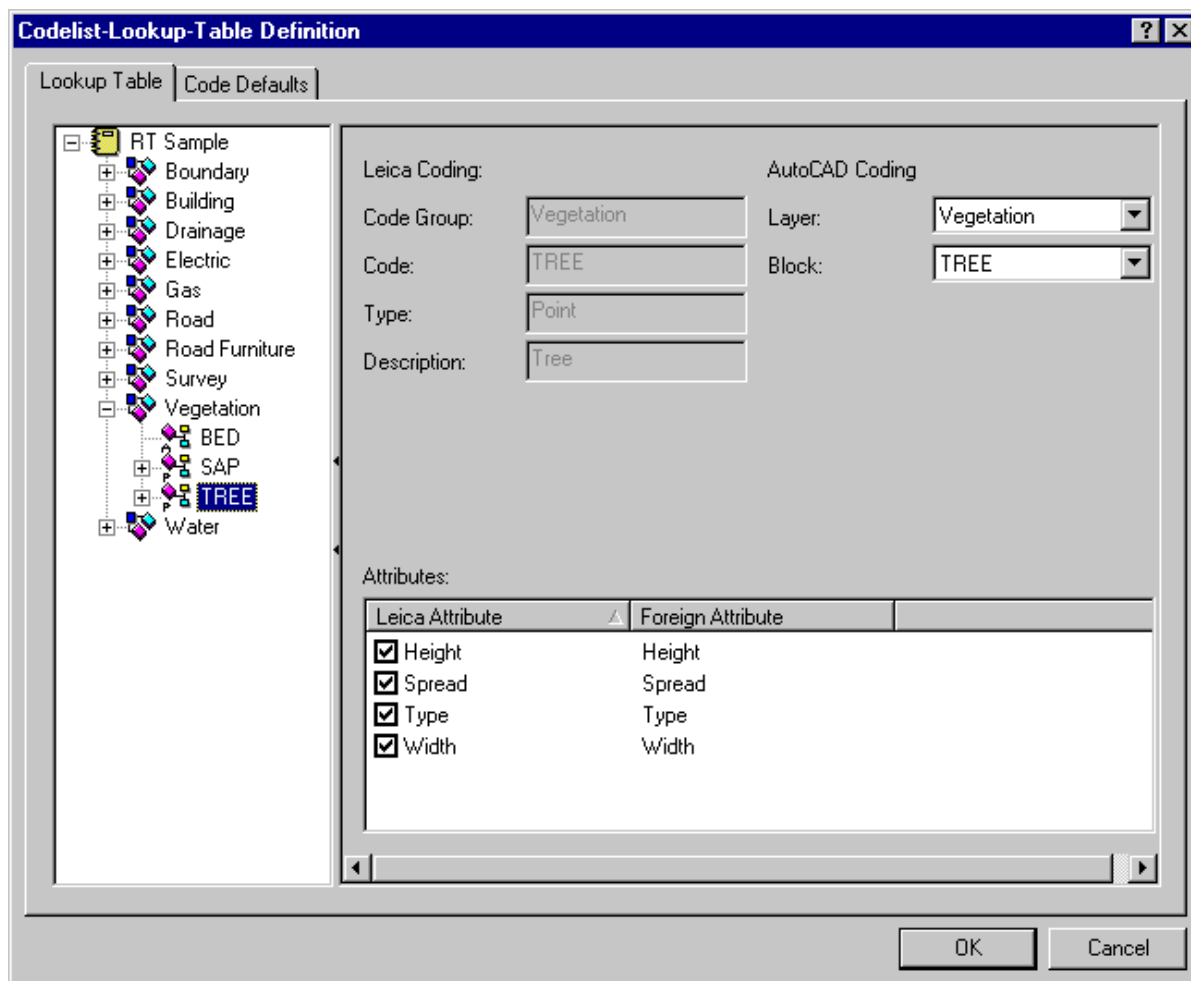 Codelist-Lookup-Table Definition
Lookup Table
Code Defaults
RT Sample
Boundary
Building
Drainage
Electric
Gas
Road
Road Furniture
Survey
Vegetation
BED
SAP
TREE
Water
Leica Coding:
AutoCAD Coding
Code Group:
Vegetation
Layer:
Vegetation
Code:
TREE
Block:
TREE
Type:
Point
Description:
Tree
Attributes:
Leica Attribute
Foreign Attribute
Height
Height
Spread
Spread
Type
Type
Width
Width
OK
Cancel